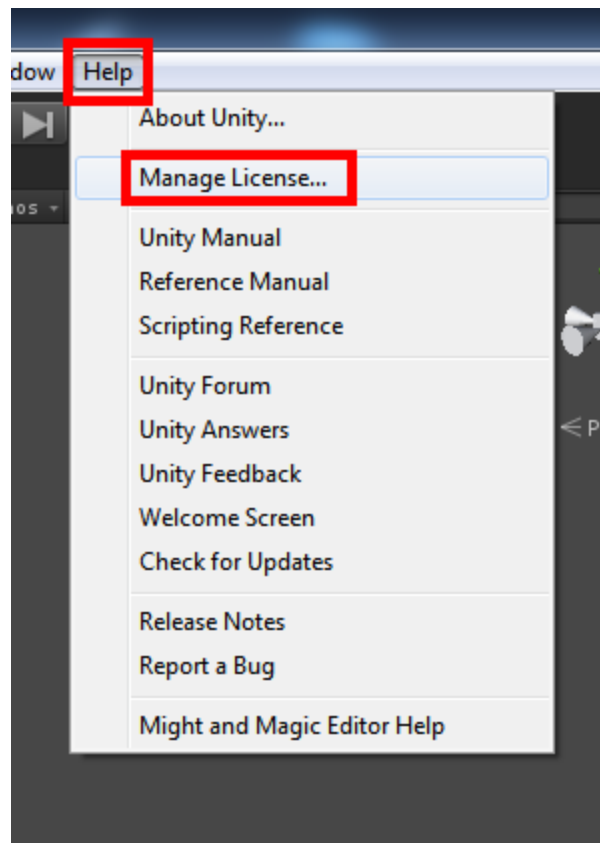 dow Help
About Unity...
Manage License...
os
Unity Manual
Reference Manual
Scripting Reference
Unity Forum
Unity Answers
P
Unity Feedback
Welcome Screen
Check for Updates
Release Notes
Report a Bug
Might and Magic Editor Help